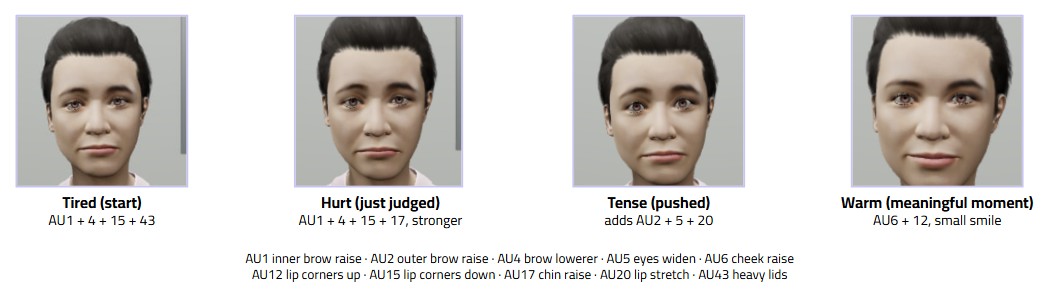 Tired (start)
AU1 + 4 + 15 + 43
Hurt (just judged)
AU1 + 4 + 15 + 17, stronger
Tense (pushed)
adds AU2 + 5 + 20
Warm (meaningful moment)
AU6 + 12, small smile
AU1 inner brow raise · AU2 outer brow raise · AU4 brow lowerer · AU5 eyes widen · AU6 cheek raise
AU12 lip corners up · AU15 lip corners down · AU17 chin raise · AU20 lip stretch · AU43 heavy lids